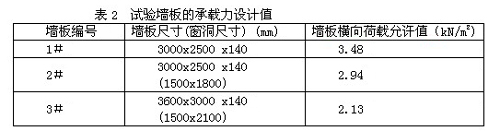 表 2 试验墙板的承载力设计值
墙板编号 墙板尺寸(窗洞尺寸) (mm) 墙板横向荷载允许值 (kN/m²)
1# 3000x2500 x140 3.48
2# 3000x2500 x140 (1500x1800) 2.94
3# 3600x3000 x140 (1500x2100) 2.13